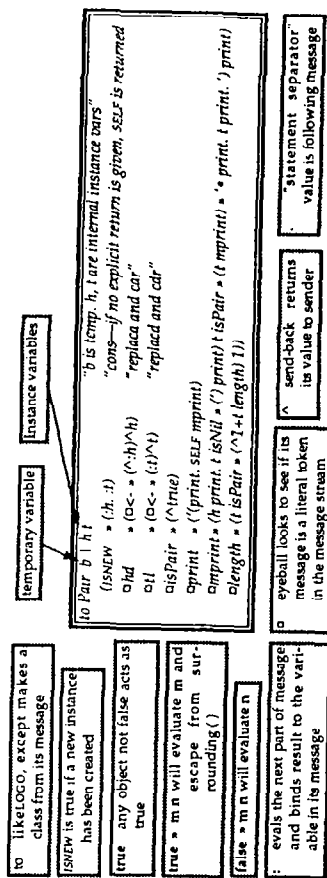 temporary variable
Instance variables
to likeLOGO, except makes a
class from its message
ISNEW is true if a new instance
has been created
true any object not false acts as
true
true » m n will evaluate m and
escape from sur-
rounding ( )
false » m n will evaluate n
:: evals the next part of message
and binds result to the vari-
able in its message
to Pair b | h t "b is temp. h, t are internal instance vars"
(ISNEW » (:h. :t) "cons—if no explicit return is given, SELF is returned
¤hd » (¤<- » (^:h)^h) "replaca and car"
¤tl » (¤<- » (:t)^t) "replacd and cdr"
¤isPair » (^true)
¤print » ('(print. SELF mprint)
¤mprint » (h print. t isNil » (') print) t isPair » (t mprint) » '* print. t print. ') print)
¤length » (t isPair » (^1+t length) 1))
¤ eyeball looks to see if its
message is a literal token
in the message stream
^ send-back returns
its value to sender
. "statement separator"
value is following message